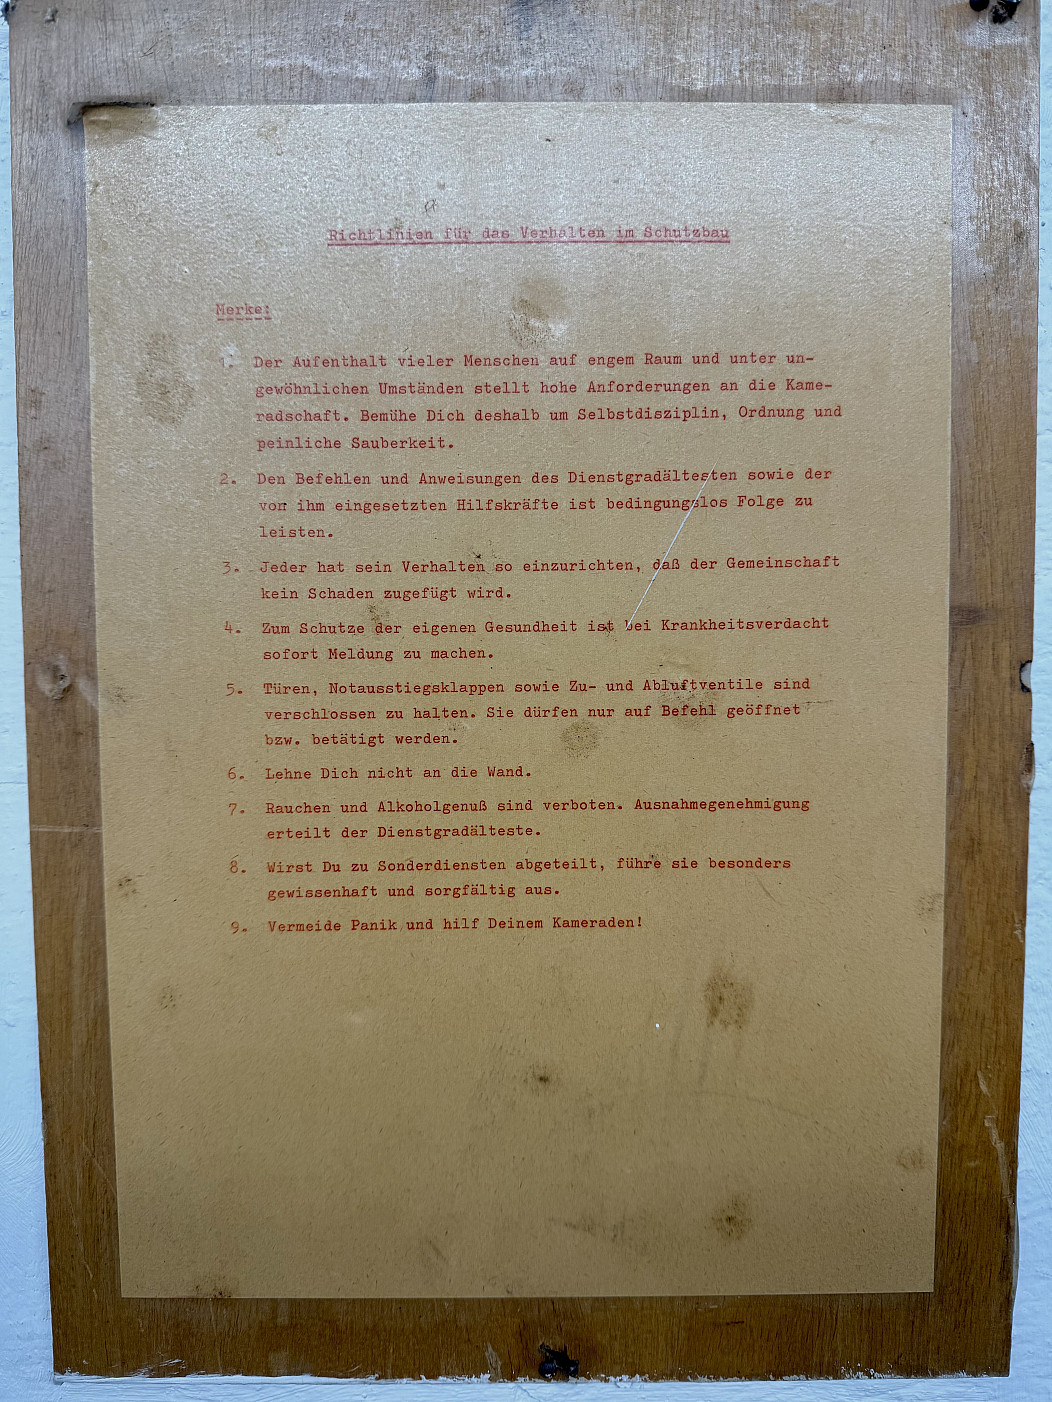 Richtlinien für das Verhalten im Schutzbau
Merke:
1. Der Aufenthalt vieler Menschen auf engem Raum und unter un-
gewöhnlichen Umständen stellt hohe Anforderungen an die Kame-
radschaft. Bemühe Dich deshalb um Selbstdisziplin, Ordnung und
peinliche Sauberkeit.
2. Den Befehlen und Anweisungen des Dienstgradältesten sowie der
von ihm eingesetzten Hilfskräfte ist bedingungslos Folge zu
leisten.
3. Jeder hat sein Verhalten so einzurichten, daß der Gemeinschaft
kein Schaden zugefügt wird.
4. Zum Schutze der eigenen Gesundheit ist bei Krankheitsverdacht
sofort Meldung zu machen.
5. Türen, Notausstiegsklappen sowie Zu- und Abluftventile sind
verschlossen zu halten. Sie dürfen nur auf Befehl geöffnet
bzw. betätigt werden.
6. Lehne Dich nicht an die Wand.
7. Rauchen und Alkoholgenuß sind verboten. Ausnahmegenehmigung
erteilt der Dienstgradälteste.
8. Wirst Du zu Sonderdiensten abgeteilt, führe sie besonders
gewissenhaft und sorgfältig aus.
9. Vermeide Panik und hilf Deinem Kameraden!